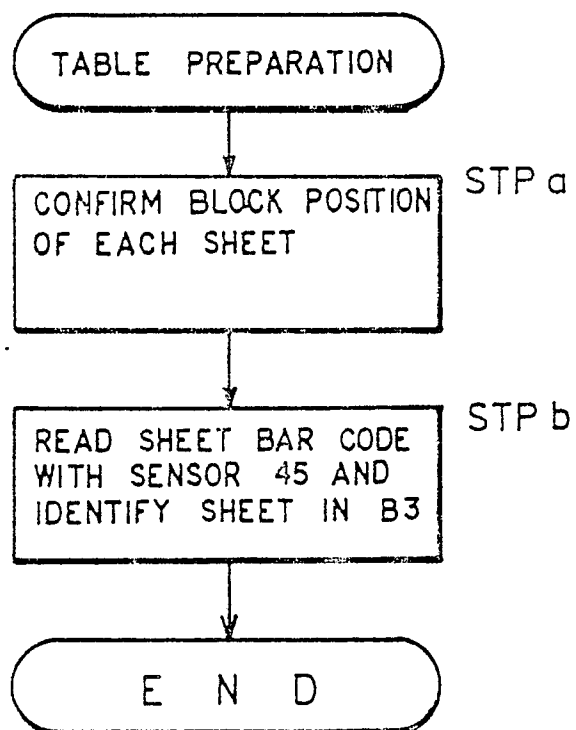 TABLE PREPARATION
STP a
CONFIRM BLOCK POSITION
OF EACH SHEET
STP b
READ SHEET BAR CODE
WITH SENSOR 45 AND
IDENTIFY SHEET IN B3
E N D